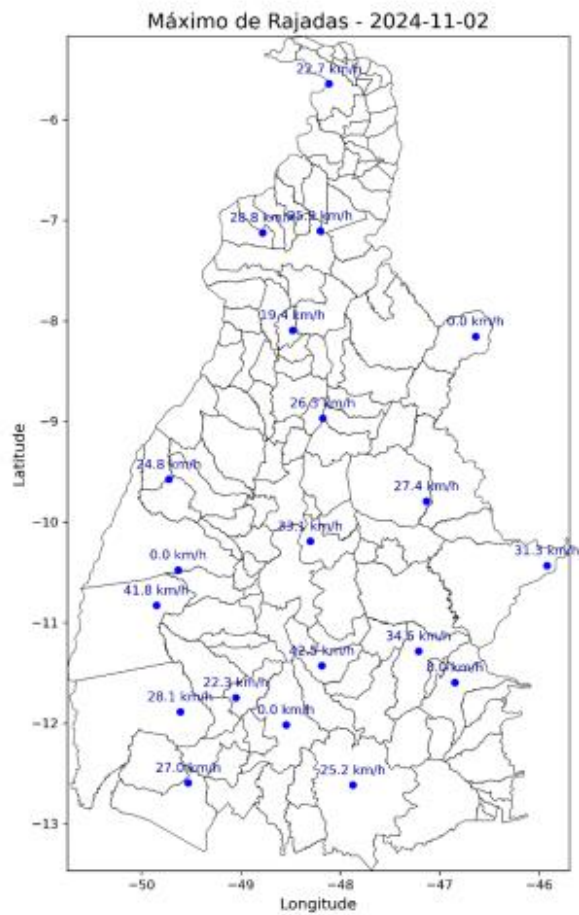 Máximo de Rajadas - 2024-11-02
22.7 km/h
−6
28.8 km/h
−7
19.4 km/h
0.0 km/h
−8
26.3 km/h
−9
24.8 km/h
27.4 km/h
−10
33.1 km/h
0.0 km/h
31.3 km/h
41.8 km/h
−11
34.6 km/h
42.5 km/h
22.3 km/h
28.1 km/h
0.0 km/h
−12
27.0 km/h
25.2 km/h
−13
−50
−49
−48
−47
−46
Longitude
Latitude